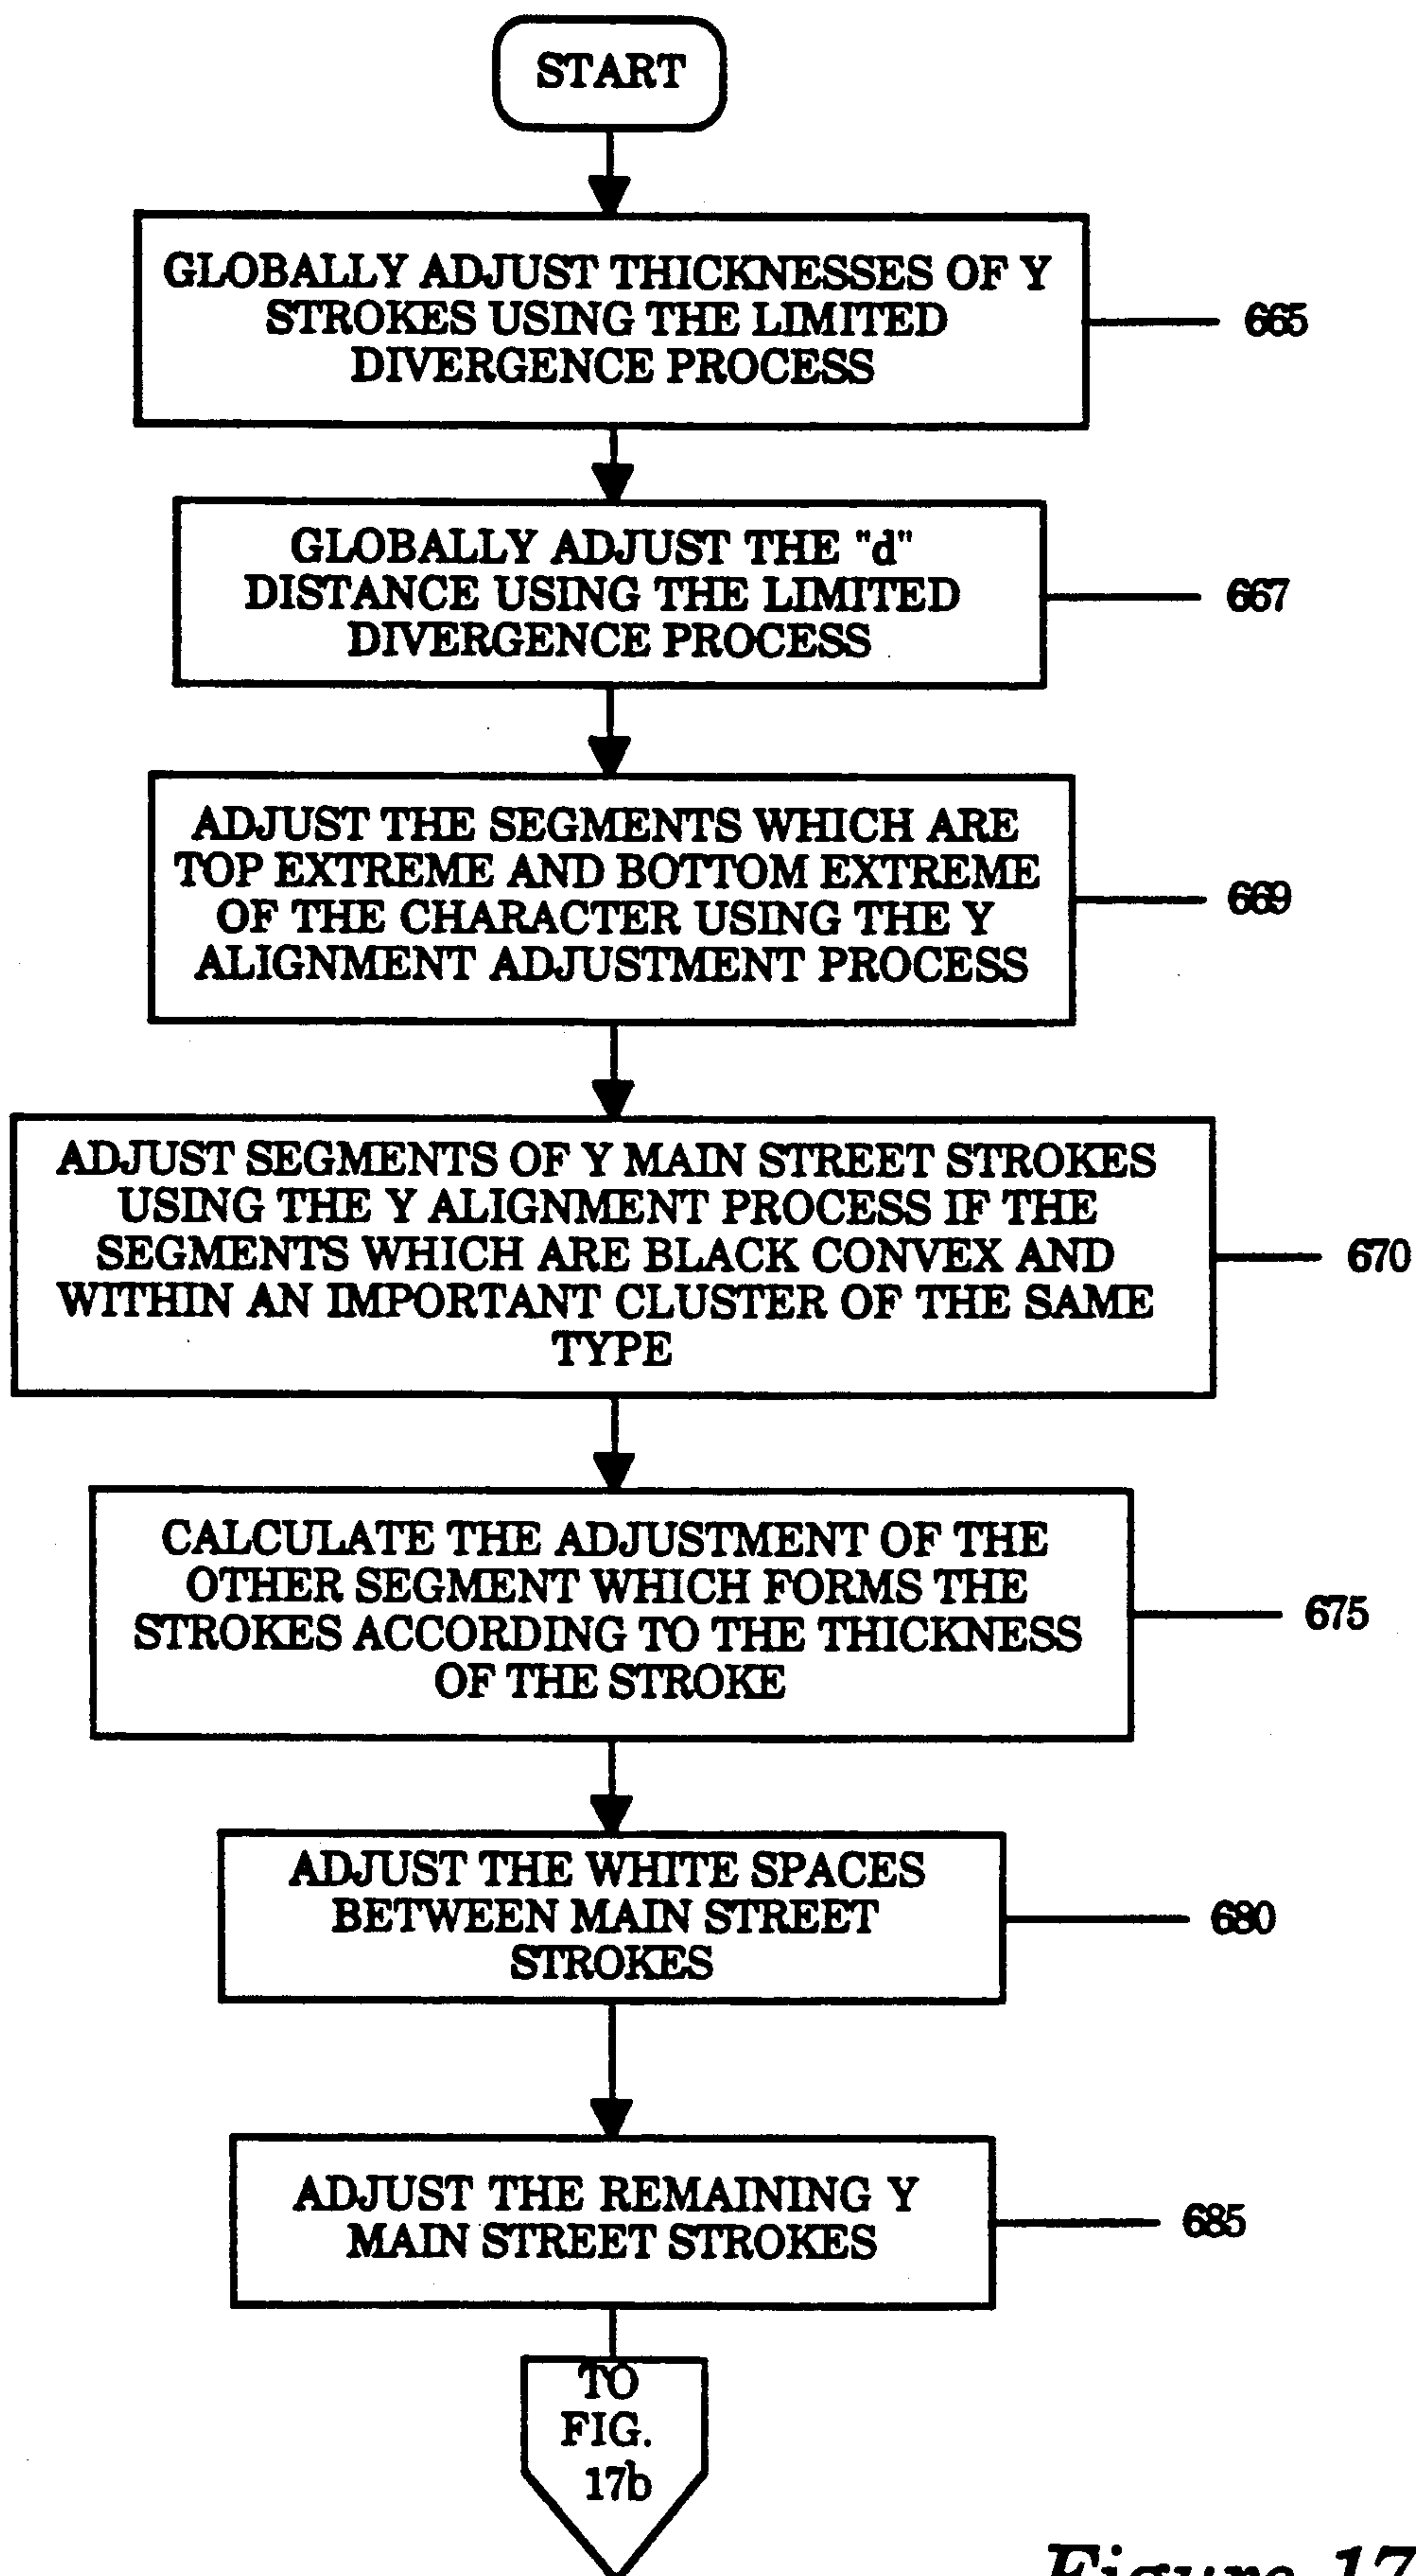 START
GLOBALLY ADJUST THICKNESSES OF Y
STROKES USING THE LIMITED
DIVERGENCE PROCESS
665
GLOBALLY ADJUST THE "d"
DISTANCE USING THE LIMITED
DIVERGENCE PROCESS
667
ADJUST THE SEGMENTS WHICH ARE
TOP EXTREME AND BOTTOM EXTREME
OF THE CHARACTER USING THE Y
ALIGNMENT ADJUSTMENT PROCESS
669
ADJUST SEGMENTS OF Y MAIN STREET STROKES
USING THE Y ALIGNMENT PROCESS IF THE
SEGMENTS WHICH ARE BLACK CONVEX AND
WITHIN AN IMPORTANT CLUSTER OF THE SAME
TYPE
670
CALCULATE THE ADJUSTMENT OF THE
OTHER SEGMENT WHICH FORMS THE
STROKES ACCORDING TO THE THICKNESS
OF THE STROKE
675
ADJUST THE WHITE SPACES
BETWEEN MAIN STREET
STROKES
680
ADJUST THE REMAINING Y
MAIN STREET STROKES
685
TO
FIG.
17b
Figure 17